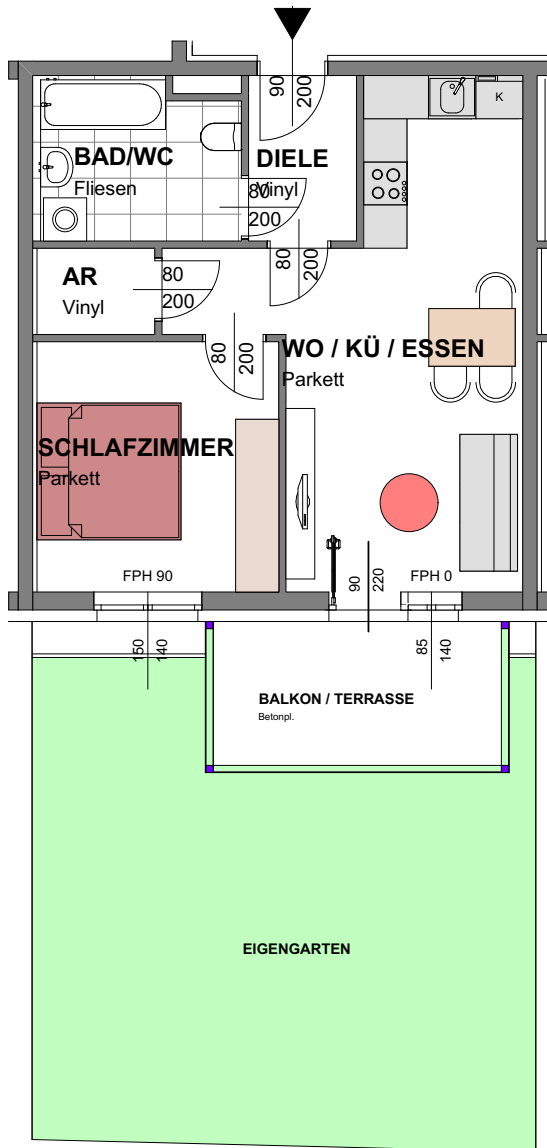 90
200
K
BAD/WC
Fliesen
DIELE
Vinyl
80
200
80
200
AR
Vinyl
80
200
80
200
WO / KÜ / ESSEN
Parkett
SCHLAFZIMMER
Parkett
FPH 90
90
220
FPH 0
150
140
85
140
BALKON / TERRASSE
Betonpl.
EIGENGARTEN